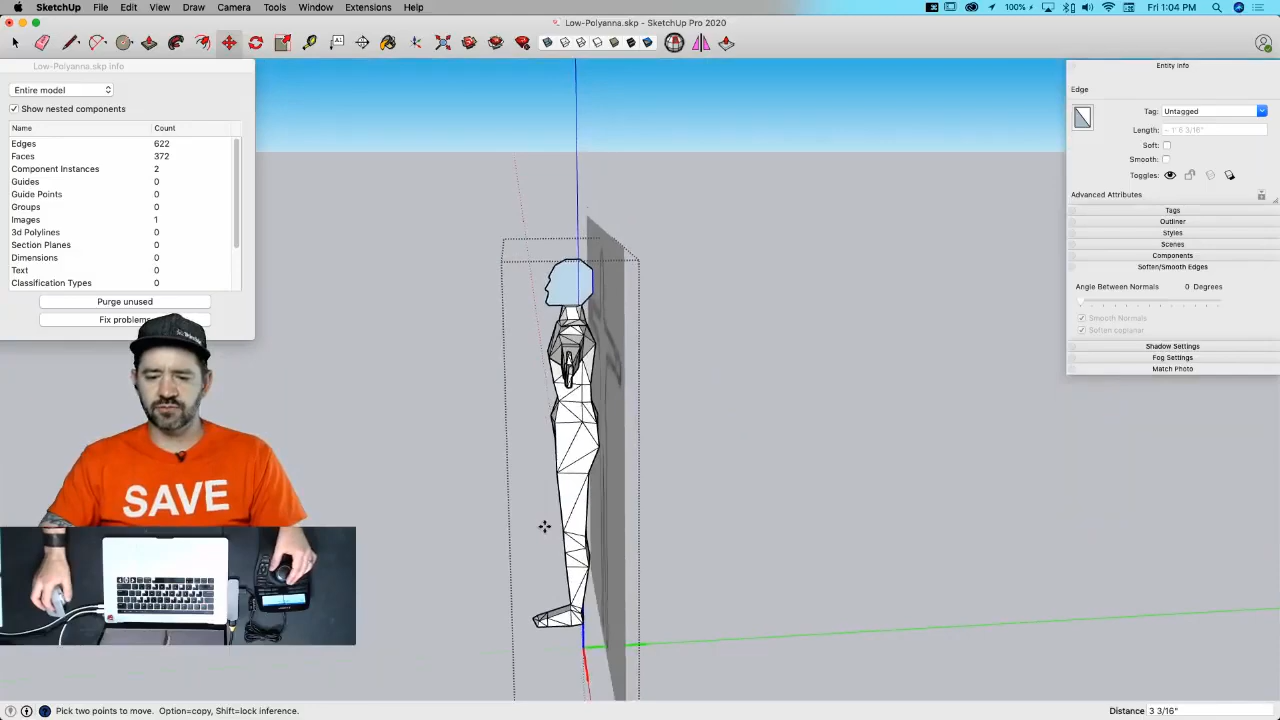 SketchUp File Edit View Draw Camera Tools Window Extensions Help
100% Fri 1:04 PM
Low-Polyanna.skp - SketchUp Pro 2020
Low-Polyanna.skp info
Entire model
Show nested components
Name Count
Edges 622
Faces 372
Component Instances 2
Guides 0
Guide Points 0
Groups 0
Images 1
3d Polylines 0
Section Planes 0
Dimensions 0
Text 0
Classification Types 0
Purge unused
Fix problems
Entity Info
Edge
Tag: Untagged
Length: ~ 1' 6 3/16"
Soft:
Smooth:
Toggles:
Advanced Attributes
Tags
Outliner
Styles
Scenes
Components
Soften/Smooth Edges
Angle Between Normals 0 Degrees
Smooth Normals
Soften coplanar
Shadow Settings
Fog Settings
Match Photo
SAVE
Pick two points to move. Option=copy, Shift=lock inference.
Distance 3 3/16"